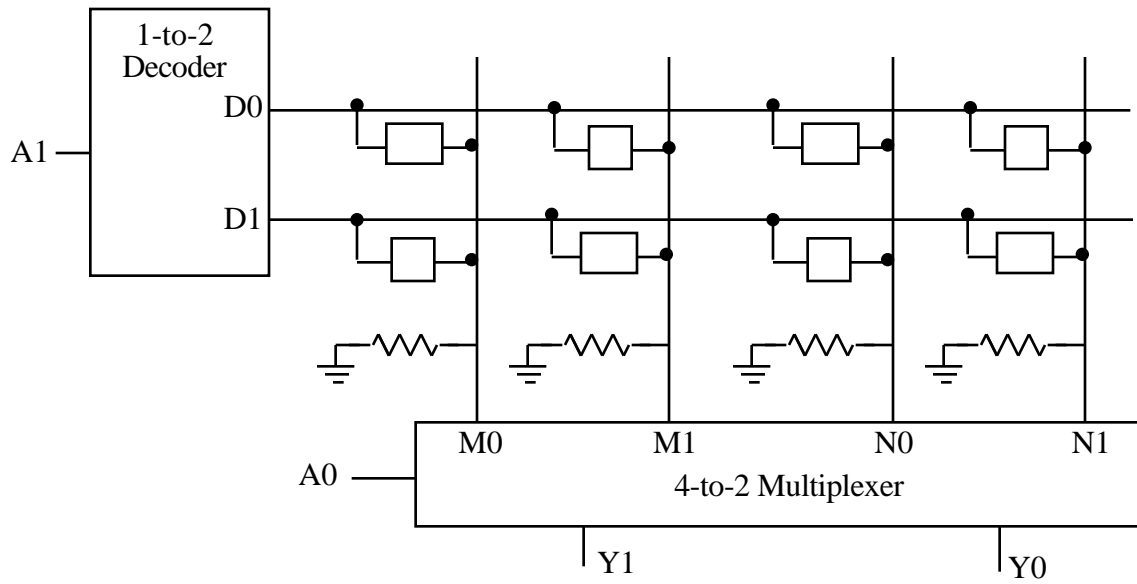 1-to-2
Decoder
D0
A1
D1
M0 M1 N0 N1
A0
4-to-2 Multiplexer
Y1 Y0